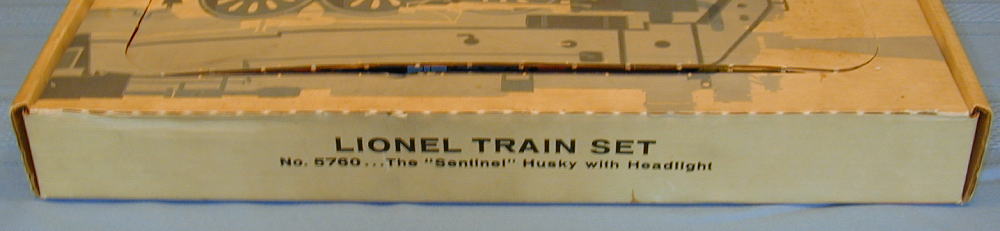 LIONEL TRAIN SET
No. 5760...The "Sentinel" Husky with Headlight